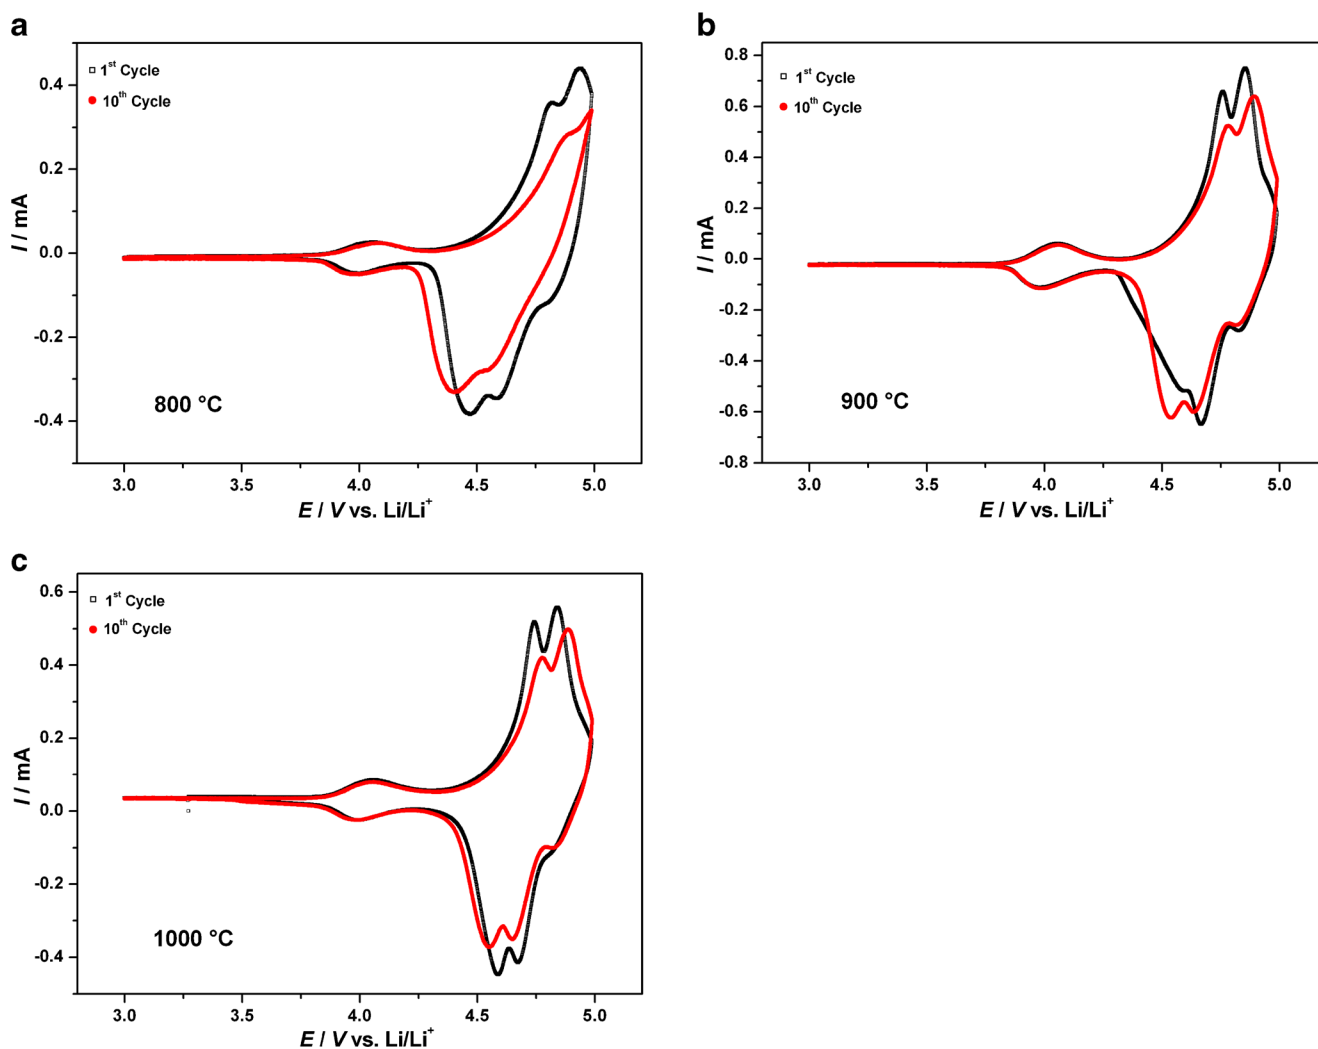 a
1st Cycle
10th Cycle
0.4
0.2
0.0
-0.2
-0.4
I / mA
800 °C
3.0 3.5 4.0 4.5 5.0
E / V vs. Li/Li+
b
1st Cycle
10th Cycle
0.8
0.6
0.4
0.2
0.0
-0.2
-0.4
-0.6
-0.8
I / mA
900 °C
3.0 3.5 4.0 4.5 5.0
E / V vs. Li/Li+
c
1st Cycle
10th Cycle
0.6
0.4
0.2
0.0
-0.2
-0.4
I / mA
1000 °C
3.0 3.5 4.0 4.5 5.0
E / V vs. Li/Li+